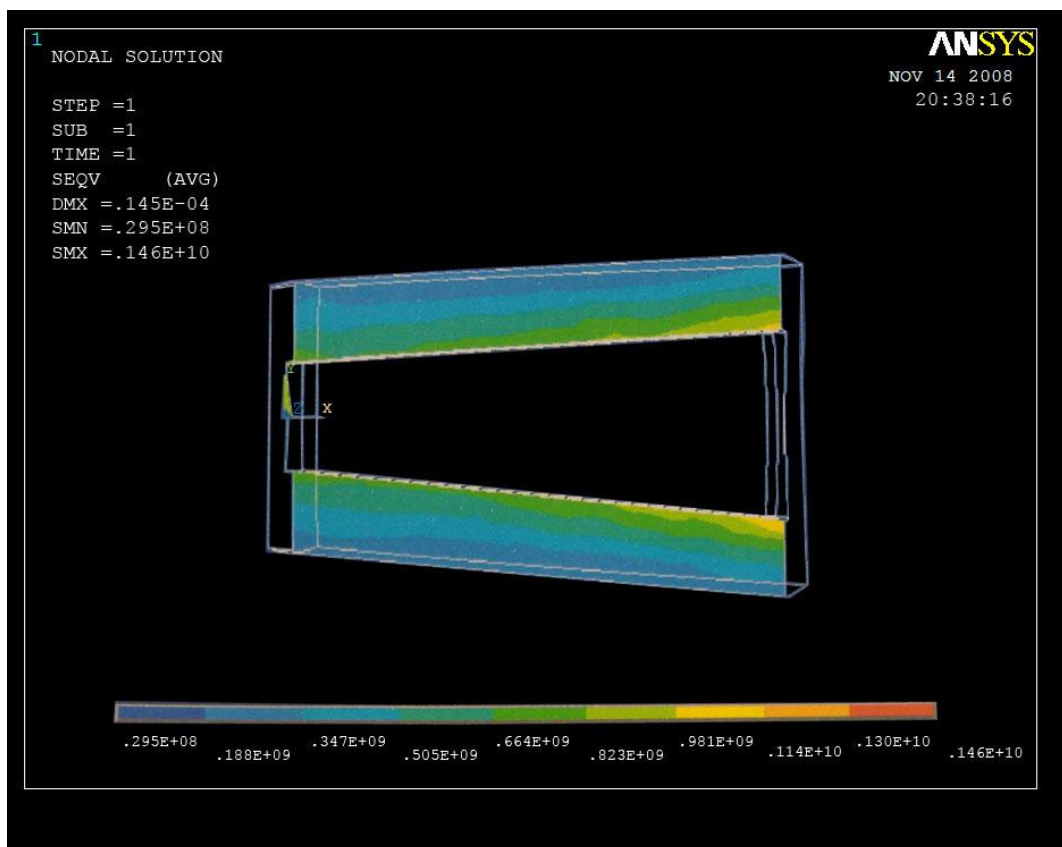 1
NODAL SOLUTION
ANSYS
NOV 14 2008
20:38:16
STEP =1
SUB =1
TIME =1
SEQV (AVG)
DMX =.145E-04
SMN =.295E+08
SMX =.146E+10
Y
Z
X
.295E+08 .347E+09 .664E+09 .981E+09 .130E+10
.188E+09 .505E+09 .823E+09 .114E+10 .146E+10